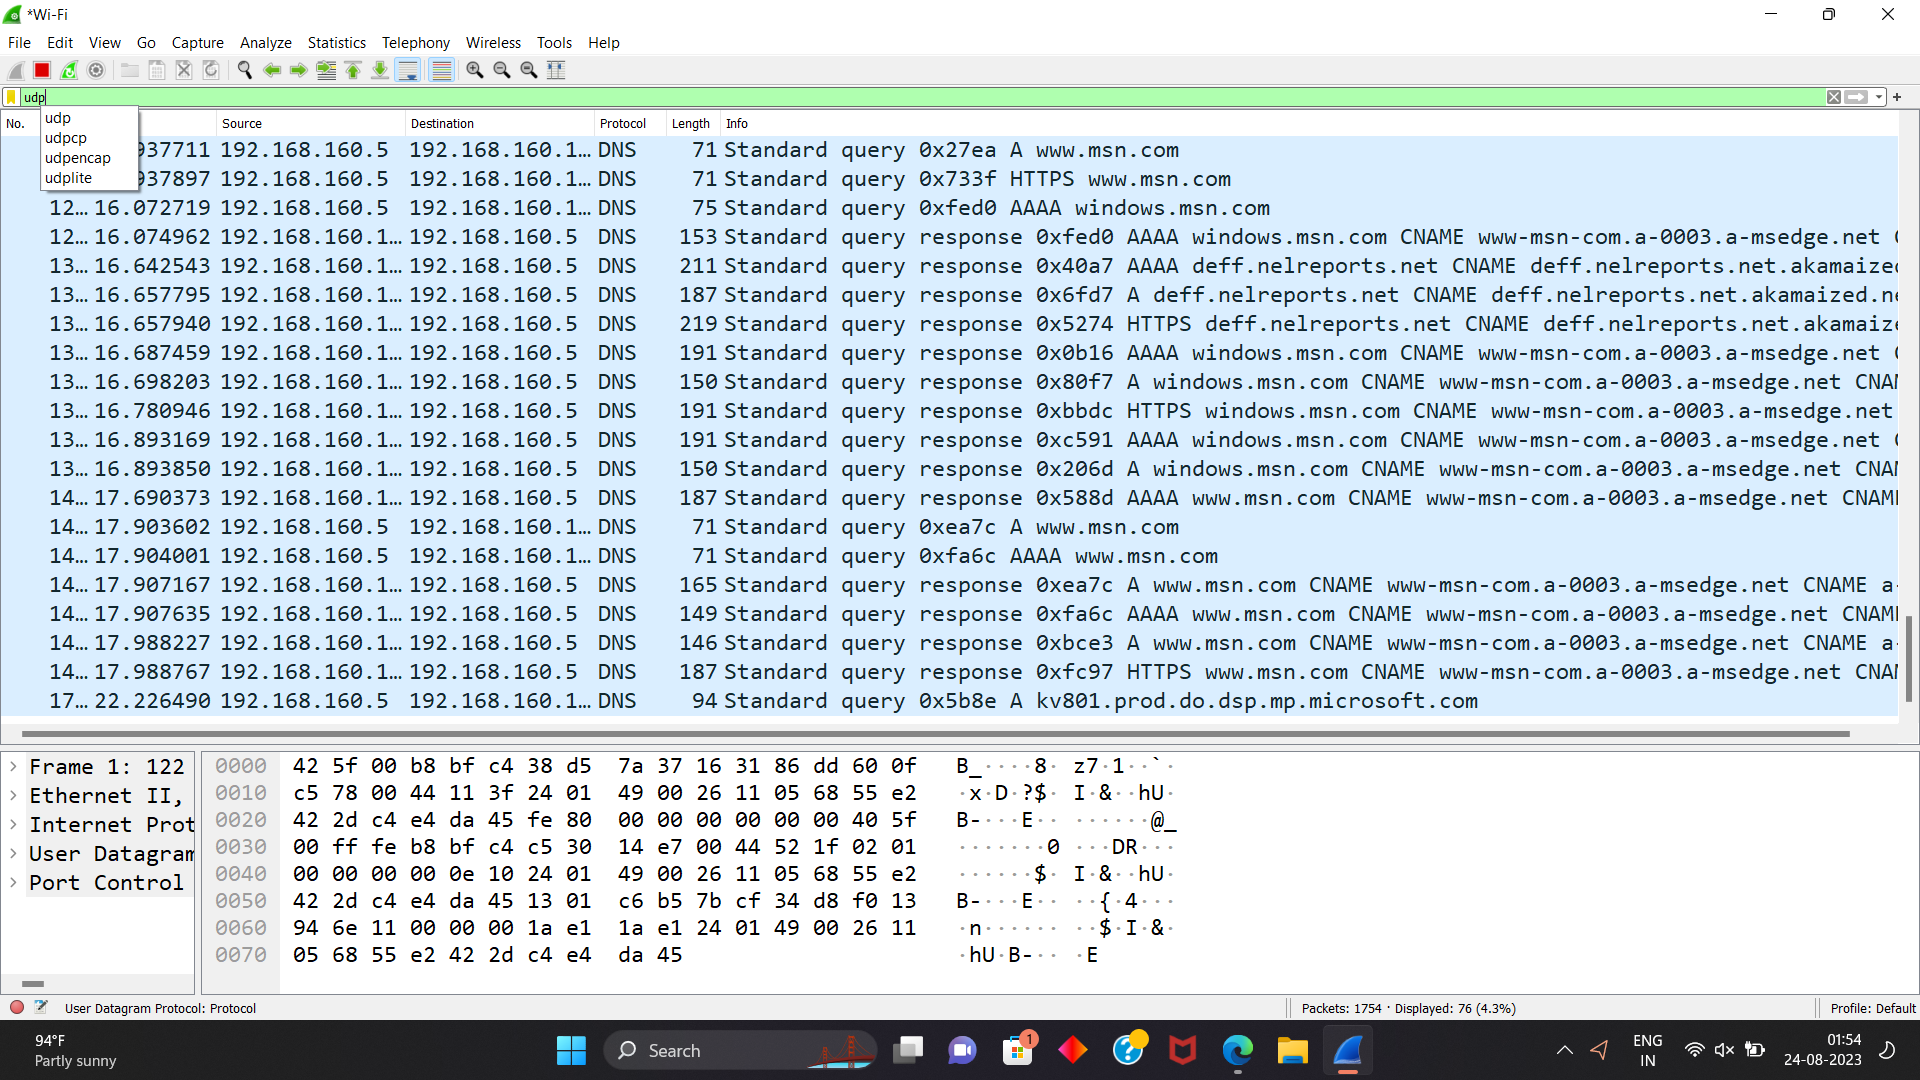 *Wi-Fi
File Edit View Go Capture Analyze Statistics Telephony Wireless Tools Help
udp
udp
udpcp
udpencap
udplite
No. Source Destination Protocol Length Info
937711 192.168.160.5 192.168.160.1… DNS 71 Standard query 0x27ea A www.msn.com
937897 192.168.160.5 192.168.160.1… DNS 71 Standard query 0x733f HTTPS www.msn.com
12… 16.072719 192.168.160.5 192.168.160.1… DNS 75 Standard query 0xfed0 AAAA windows.msn.com
12… 16.074962 192.168.160.1… 192.168.160.5 DNS 153 Standard query response 0xfed0 AAAA windows.msn.com CNAME www-msn-com.a-0003.a-msedge.net C
13… 16.642543 192.168.160.1… 192.168.160.5 DNS 211 Standard query response 0x40a7 AAAA deff.nelreports.net CNAME deff.nelreports.net.akamaized
13… 16.657795 192.168.160.1… 192.168.160.5 DNS 187 Standard query response 0x6fd7 A deff.nelreports.net CNAME deff.nelreports.net.akamaized.ne
13… 16.657940 192.168.160.1… 192.168.160.5 DNS 219 Standard query response 0x5274 HTTPS deff.nelreports.net CNAME deff.nelreports.net.akamaize
13… 16.687459 192.168.160.1… 192.168.160.5 DNS 191 Standard query response 0x0b16 AAAA windows.msn.com CNAME www-msn-com.a-0003.a-msedge.net C
13… 16.698203 192.168.160.1… 192.168.160.5 DNS 150 Standard query response 0x80f7 A windows.msn.com CNAME www-msn-com.a-0003.a-msedge.net CNAM
13… 16.780946 192.168.160.1… 192.168.160.5 DNS 191 Standard query response 0xbbdc HTTPS windows.msn.com CNAME www-msn-com.a-0003.a-msedge.net
13… 16.893169 192.168.160.1… 192.168.160.5 DNS 191 Standard query response 0xc591 AAAA windows.msn.com CNAME www-msn-com.a-0003.a-msedge.net C
13… 16.893850 192.168.160.1… 192.168.160.5 DNS 150 Standard query response 0x206d A windows.msn.com CNAME www-msn-com.a-0003.a-msedge.net CNAM
14… 17.690373 192.168.160.1… 192.168.160.5 DNS 187 Standard query response 0x588d AAAA www.msn.com CNAME www-msn-com.a-0003.a-msedge.net CNAME
14… 17.903602 192.168.160.5 192.168.160.1… DNS 71 Standard query 0xea7c A www.msn.com
14… 17.904001 192.168.160.5 192.168.160.1… DNS 71 Standard query 0xfa6c AAAA www.msn.com
14… 17.907167 192.168.160.1… 192.168.160.5 DNS 165 Standard query response 0xea7c A www.msn.com CNAME www-msn-com.a-0003.a-msedge.net CNAME a-
14… 17.907635 192.168.160.1… 192.168.160.5 DNS 149 Standard query response 0xfa6c AAAA www.msn.com CNAME www-msn-com.a-0003.a-msedge.net CNAME
14… 17.988227 192.168.160.1… 192.168.160.5 DNS 146 Standard query response 0xbce3 A www.msn.com CNAME www-msn-com.a-0003.a-msedge.net CNAME a-
14… 17.988767 192.168.160.1… 192.168.160.5 DNS 187 Standard query response 0xfc97 HTTPS www.msn.com CNAME www-msn-com.a-0003.a-msedge.net CNAM
17… 22.226490 192.168.160.5 192.168.160.1… DNS 94 Standard query 0x5b8e A kv801.prod.do.dsp.mp.microsoft.com
Frame 1: 122
Ethernet II,
Internet Prot
User Datagram
Port Control
0000 42 5f 00 b8 bf c4 38 d5 7a 37 16 31 86 dd 60 0f B_····8· z7·1··`·
0010 c5 78 00 44 11 3f 24 01 49 00 26 11 05 68 55 e2 ·x·D·?$· I·&··hU·
0020 42 2d c4 e4 da 45 fe 80 00 00 00 00 00 00 40 5f B-···E·· ······@_
0030 00 ff fe b8 bf c4 c5 30 14 e7 00 44 52 1f 02 01 ·······0 ···DR···
0040 00 00 00 00 0e 10 24 01 49 00 26 11 05 68 55 e2 ······$· I·&··hU·
0050 42 2d c4 e4 da 45 13 01 c6 b5 7b cf 34 d8 f0 13 B-···E·· ··{·4···
0060 94 6e 11 00 00 00 1a e1 1a e1 24 01 49 00 26 11 ·n······ ··$·I·&·
0070 05 68 55 e2 42 2d c4 e4 da 45 ·hU·B-·· ·E
User Datagram Protocol: Protocol
Packets: 1754 · Displayed: 76 (4.3%)
Profile: Default
94°F
Partly sunny
Search
1
ENG
IN
01:54
24-08-2023